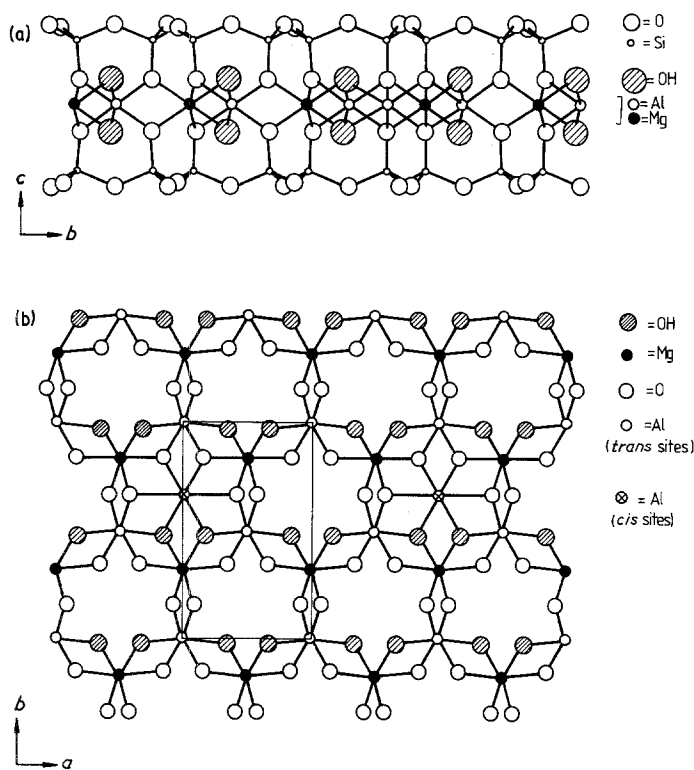 (a)
= O
= Si
= OH
= Al
= Mg
c
b
(b)
= OH
= Mg
= O
= Al
(trans sites)
= Al
(cis sites)
b
a